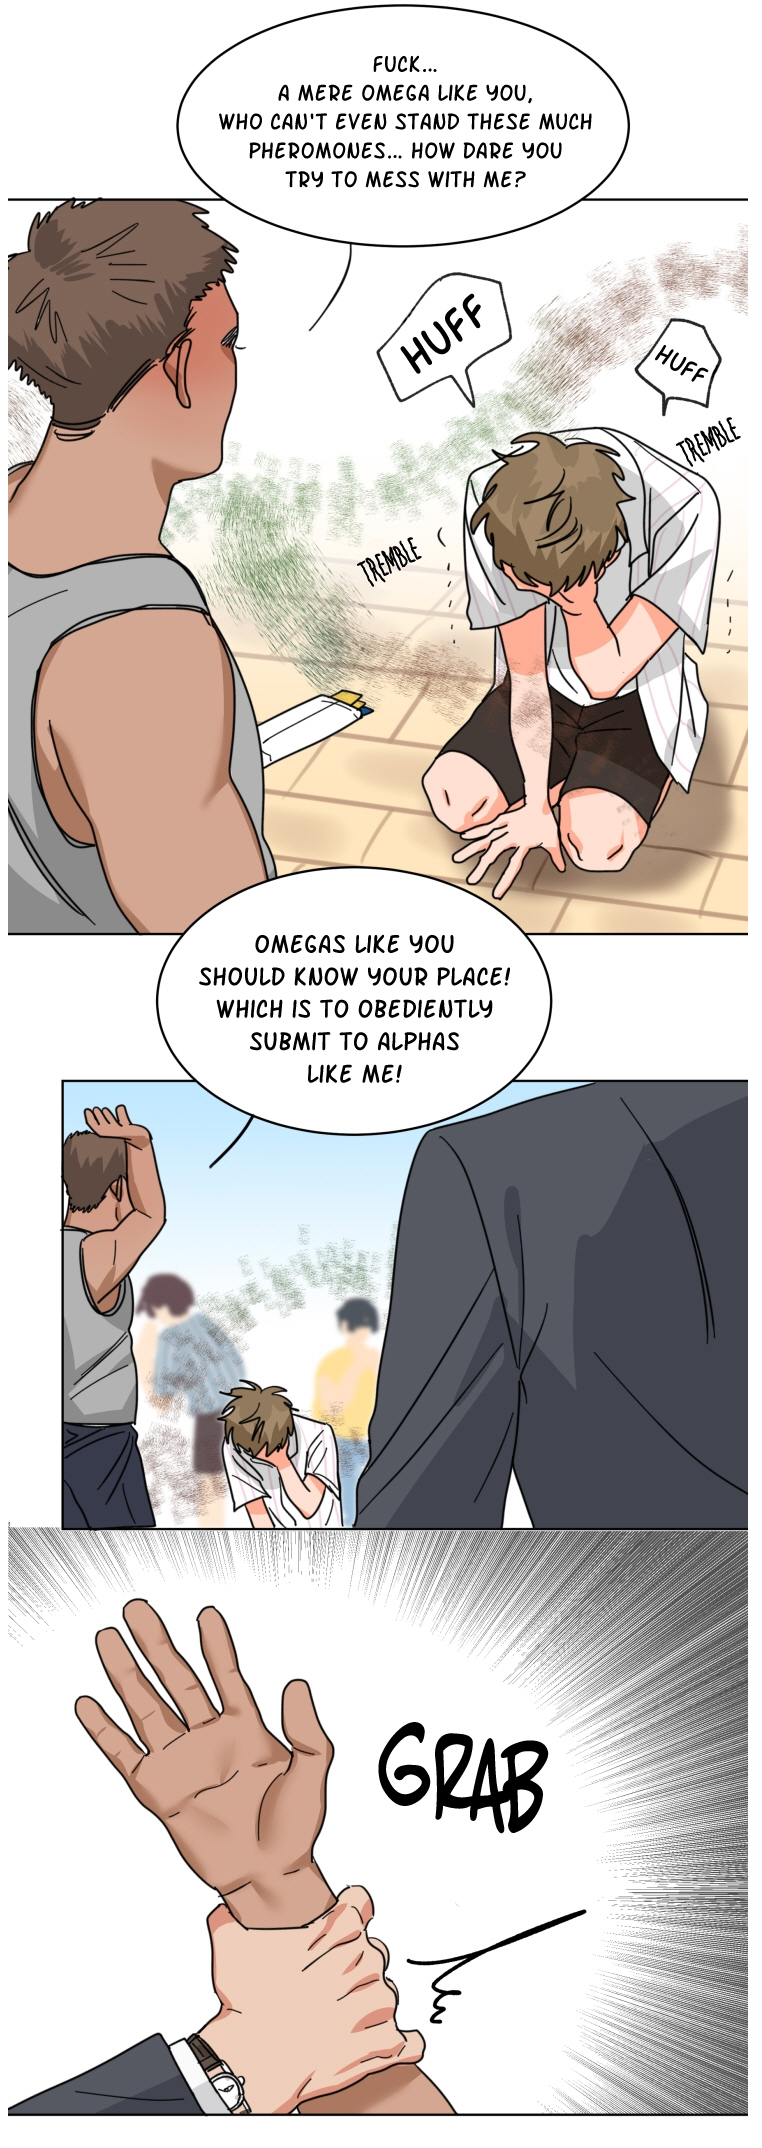 FUCK...
A MERE OMEGA LIKE YOU,
WHO CAN'T EVEN STAND THESE MUCH
PHEROMONES... HOW DARE YOU
TRY TO MESS WITH ME?
HUFF
HUFF
TREMBLE
TREMBLE
OMEGAS LIKE YOU
SHOULD KNOW YOUR PLACE!
WHICH IS TO OBEDIENTLY
SUBMIT TO ALPHAS
LIKE ME!
GRAB